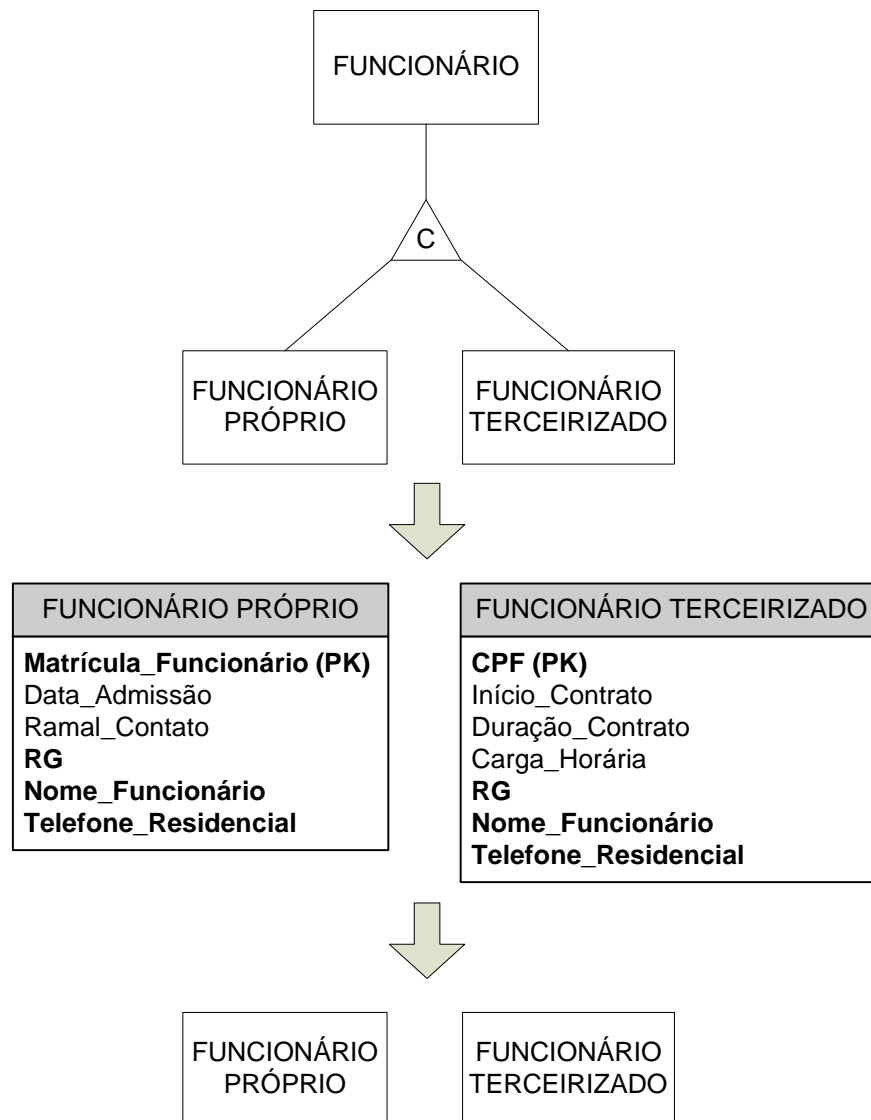 FUNCIONÁRIO
C
FUNCIONÁRIO
PRÓPRIO
FUNCIONÁRIO
TERCEIRIZADO
FUNCIONÁRIO PRÓPRIO
Matrícula_Funcionário (PK)
Data_Admissão
Ramal_Contato
RG
Nome_Funcionário
Telefone_Residencial
FUNCIONÁRIO TERCEIRIZADO
CPF (PK)
Início_Contrato
Duração_Contrato
Carga_Horária
RG
Nome_Funcionário
Telefone_Residencial
FUNCIONÁRIO
PRÓPRIO
FUNCIONÁRIO
TERCEIRIZADO